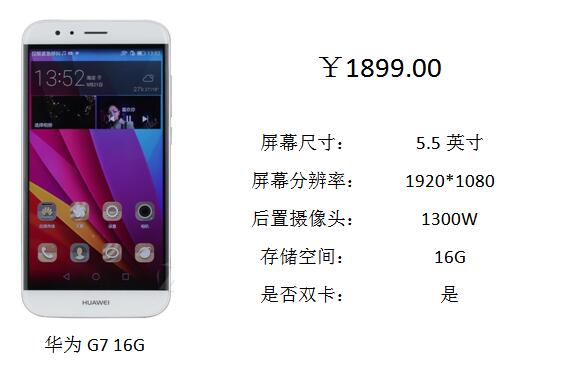 ￥1899.00
屏幕尺寸： 5.5 英寸
屏幕分辨率： 1920*1080
后置摄像头： 1300W
存储空间： 16G
是否双卡： 是
13:52
HUAWEI
华为 G7 16G